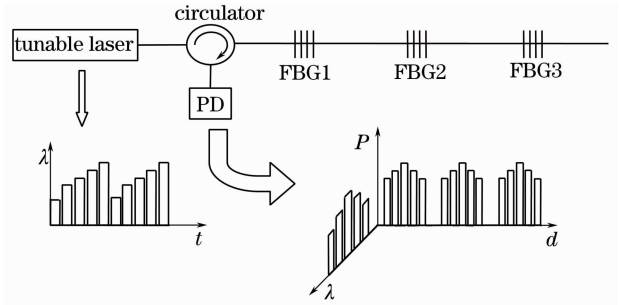 circulator
tunable laser
FBG1
FBG2
FBG3
PD
λ
t
P
d
λ